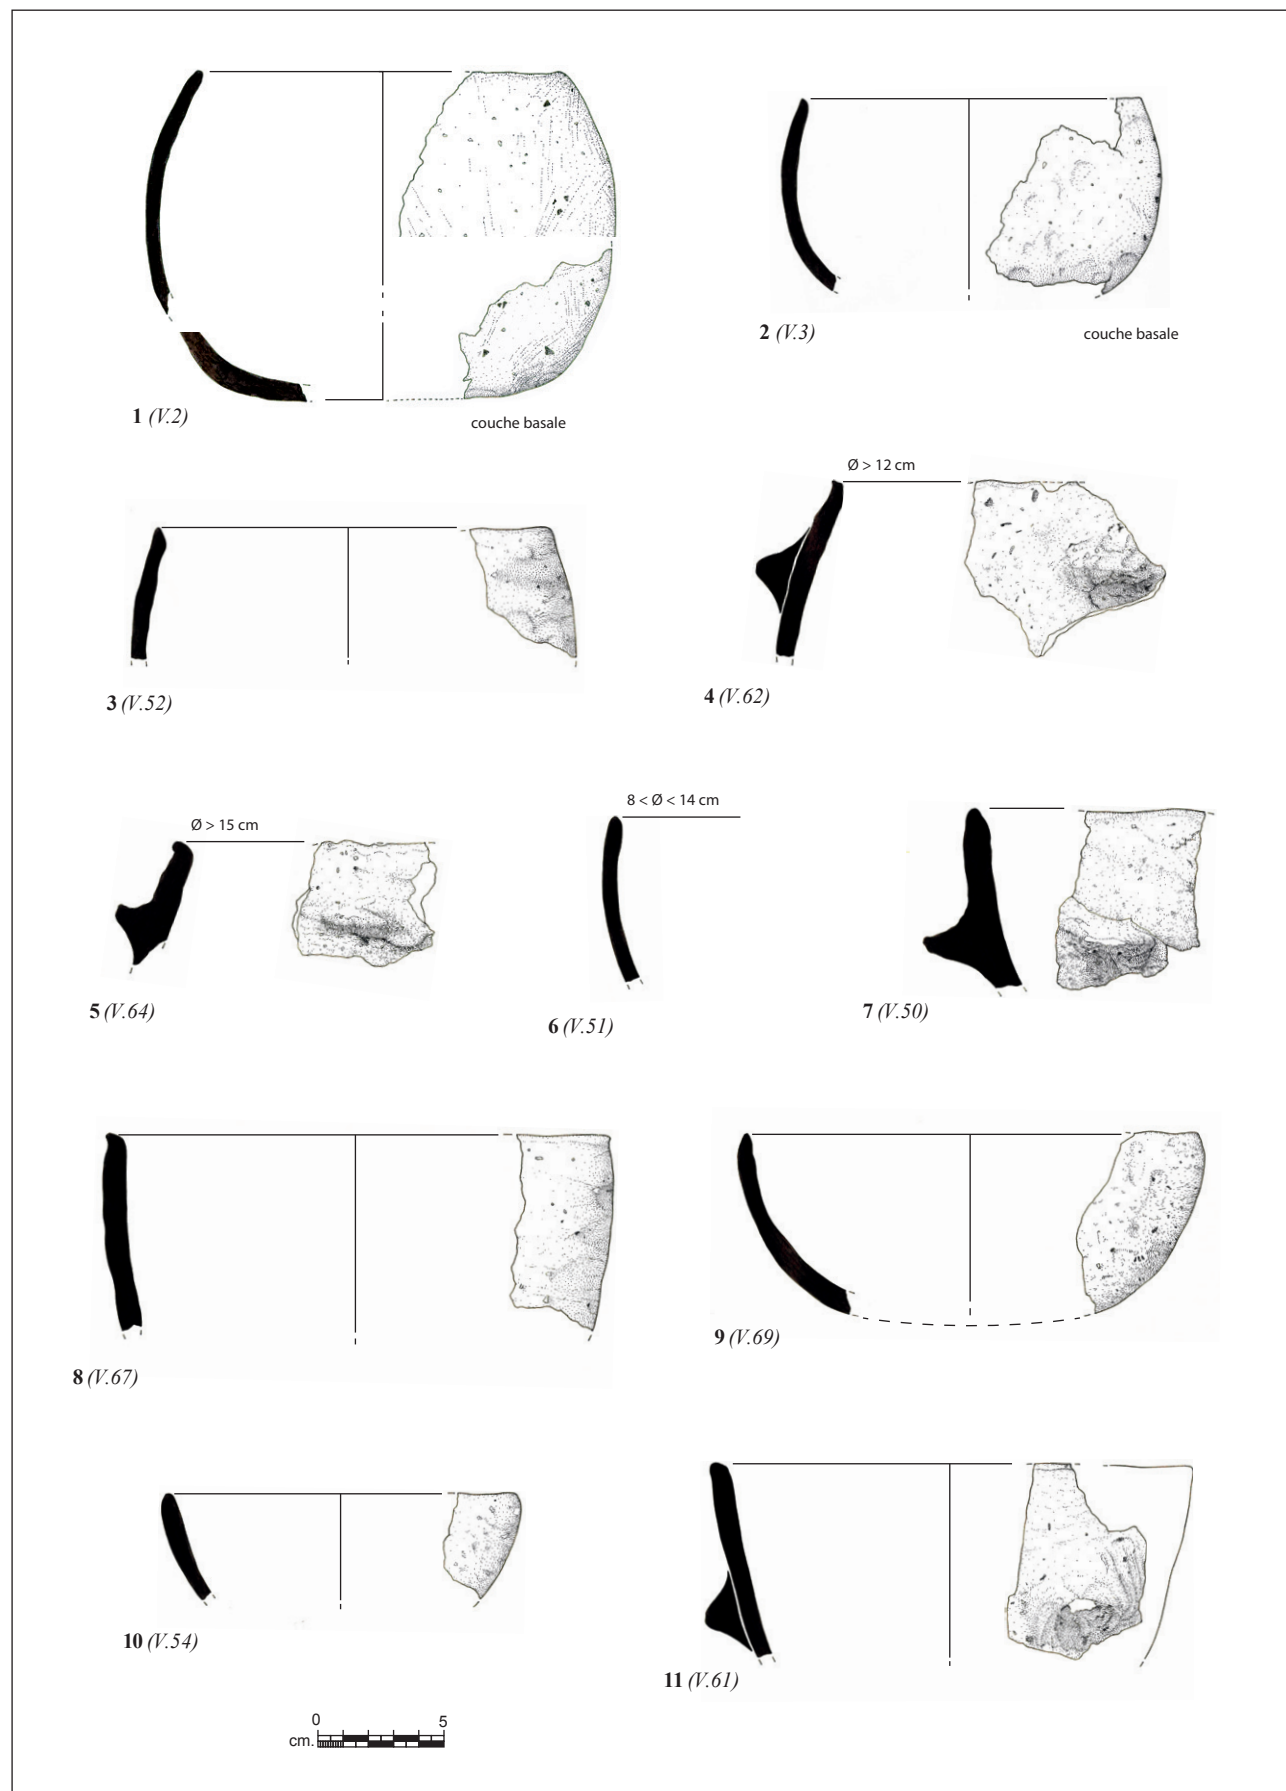 1 (V.2)
couche basale
2 (V.3)
couche basale
3 (V.52)
Ø > 12 cm
4 (V.62)
Ø > 15 cm
5 (V.64)
8 < Ø < 14 cm
6 (V.51)
7 (V.50)
8 (V.67)
9 (V.69)
10 (V.54)
11 (V.61)
0 5
cm.